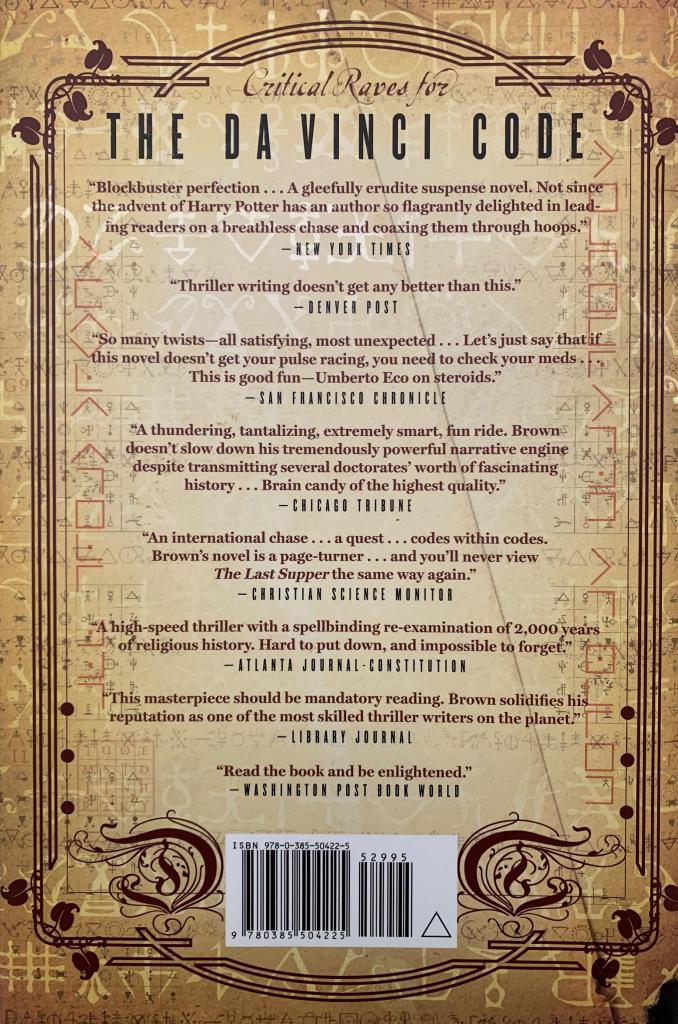 Critical Raves for
THE DA VINCI CODE
“Blockbuster perfection . . . A gleefully erudite suspense novel. Not since
the advent of Harry Potter has an author so flagrantly delighted in lead-
ing readers on a breathless chase and coaxing them through hoops.”
—NEW YORK TIMES
“Thriller writing doesn’t get any better than this.”
—DENVER POST
“So many twists—all satisfying, most unexpected . . . Let’s just say that if
this novel doesn’t get your pulse racing, you need to check your meds . . . .
This is good fun—Umberto Eco on steroids.”
—SAN FRANCISCO CHRONICLE
“A thundering, tantalizing, extremely smart, fun ride. Brown
doesn’t slow down his tremendously powerful narrative engine
despite transmitting several doctorates’ worth of fascinating
history . . . Brain candy of the highest quality.”
—CHICAGO TRIBUNE
“An international chase . . . a quest . . . codes within codes.
Brown’s novel is a page-turner . . . and you’ll never view
The Last Supper the same way again.”
—CHRISTIAN SCIENCE MONITOR
“A high-speed thriller with a spellbinding re-examination of 2,000 years
of religious history. Hard to put down, and impossible to forget.”
—ATLANTA JOURNAL-CONSTITUTION
“This masterpiece should be mandatory reading. Brown solidifies his
reputation as one of the most skilled thriller writers on the planet.”
—LIBRARY JOURNAL
“Read the book and be enlightened.”
—WASHINGTON POST BOOK WORLD
ISBN 978-0-385-50422-5
52995
9 780385 504225